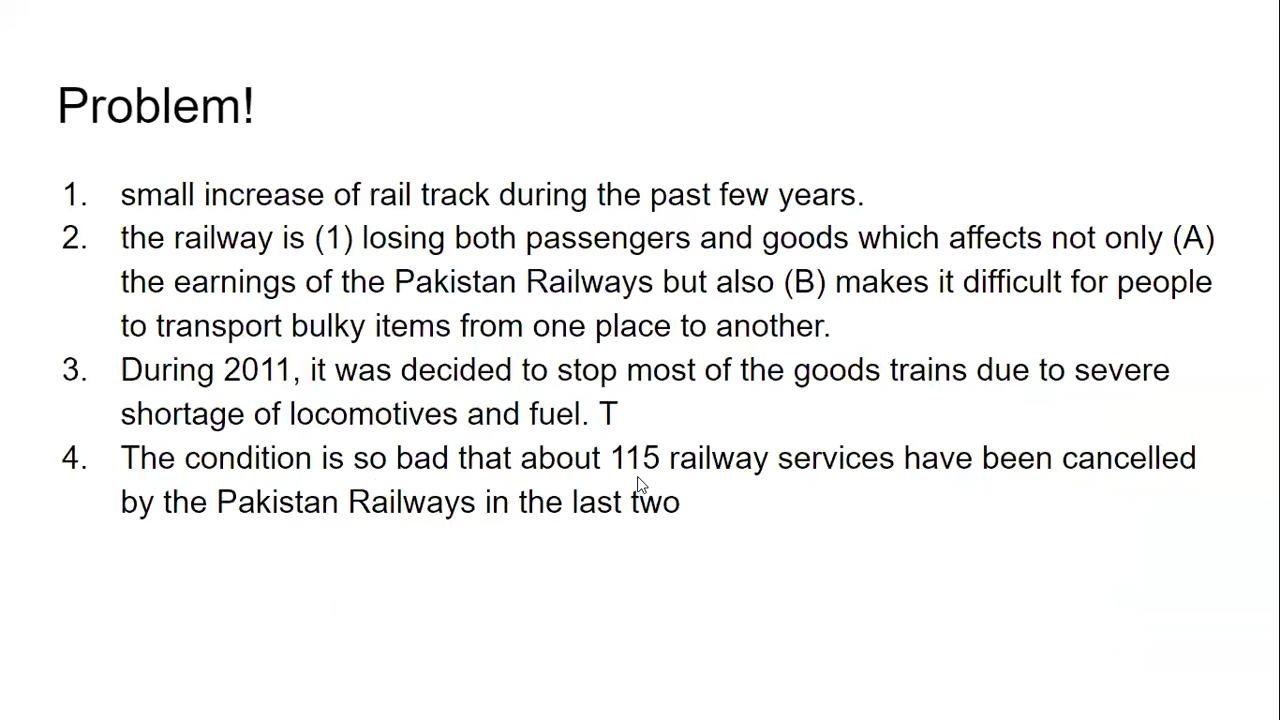 Problem!
1. small increase of rail track during the past few years.
2. the railway is (1) losing both passengers and goods which affects not only (A)
the earnings of the Pakistan Railways but also (B) makes it difficult for people
to transport bulky items from one place to another.
3. During 2011, it was decided to stop most of the goods trains due to severe
shortage of locomotives and fuel. T
4. The condition is so bad that about 115 railway services have been cancelled
by the Pakistan Railways in the last two